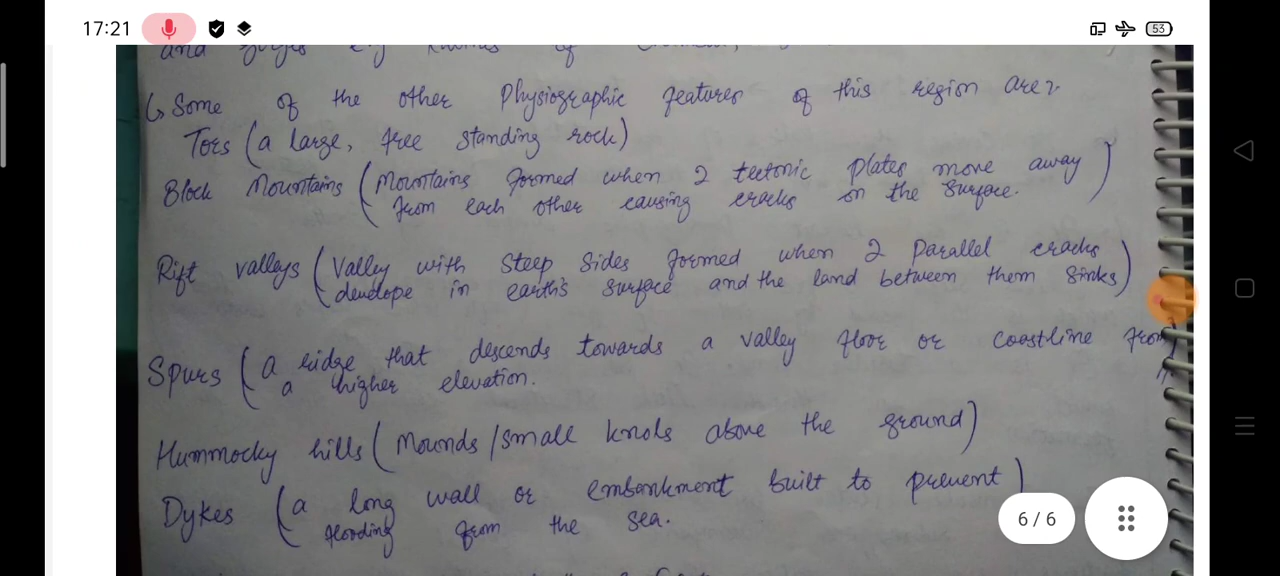 17:21
53
and gorges
of
↳ Some of the other Physiographic features of this region are :-
Tors (a large, free standing rock)
Block Mountains (Mountains formed when 2 tectonic plates move away
from each other causing cracks on the surface.)
Rift valleys (Valley with steep sides formed when 2 Parallel cracks
develope in earth's surface and the land between them sinks)
Spurs (a ridge that descends towards a valley floor or coastline from
a higher elevation.
Hummocky hills (Mounds/small knols above the ground)
Dykes (a long wall or embankment built to prevent
flooding from the sea.)
6 / 6